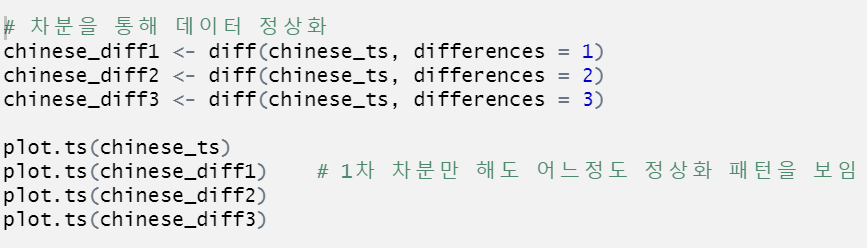 # 차분을 통해 데이터 정상화
chinese_diff1 <- diff(chinese_ts, differences = 1)
chinese_diff2 <- diff(chinese_ts, differences = 2)
chinese_diff3 <- diff(chinese_ts, differences = 3)
plot.ts(chinese_ts)
plot.ts(chinese_diff1)    # 1차 차분만 해도 어느정도 정상화 패턴을 보임
plot.ts(chinese_diff2)
plot.ts(chinese_diff3)